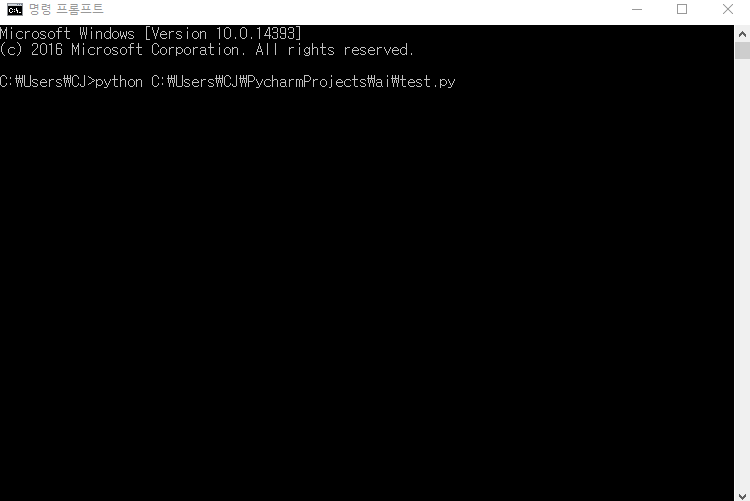 명령 프롬프트
Microsoft Windows [Version 10.0.14393]
(c) 2016 Microsoft Corporation. All rights reserved.
C:₩Users₩CJ>python C:₩Users₩CJ₩PycharmProjects₩ai₩test.py